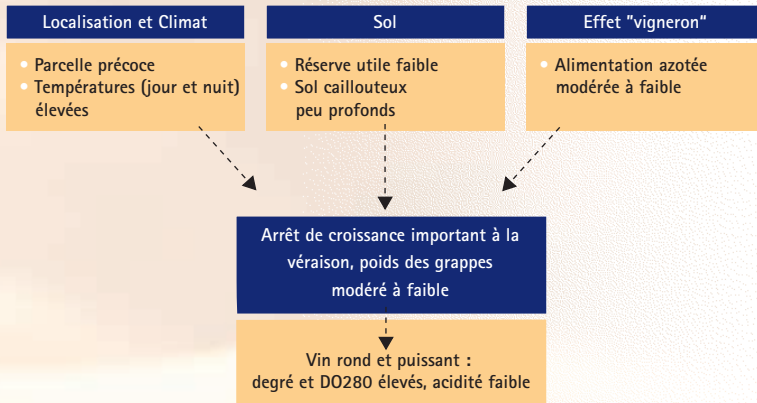 Localisation et Climat
• Parcelle précoce
• Températures (jour et nuit)
élevées
Sol
• Réserve utile faible
• Sol caillouteux
peu profonds
Effet "vigneron"
• Alimentation azotée
modérée à faible
Arrêt de croissance important à la
véraison, poids des grappes
modéré à faible
Vin rond et puissant :
degré et DO280 élevés, acidité faible